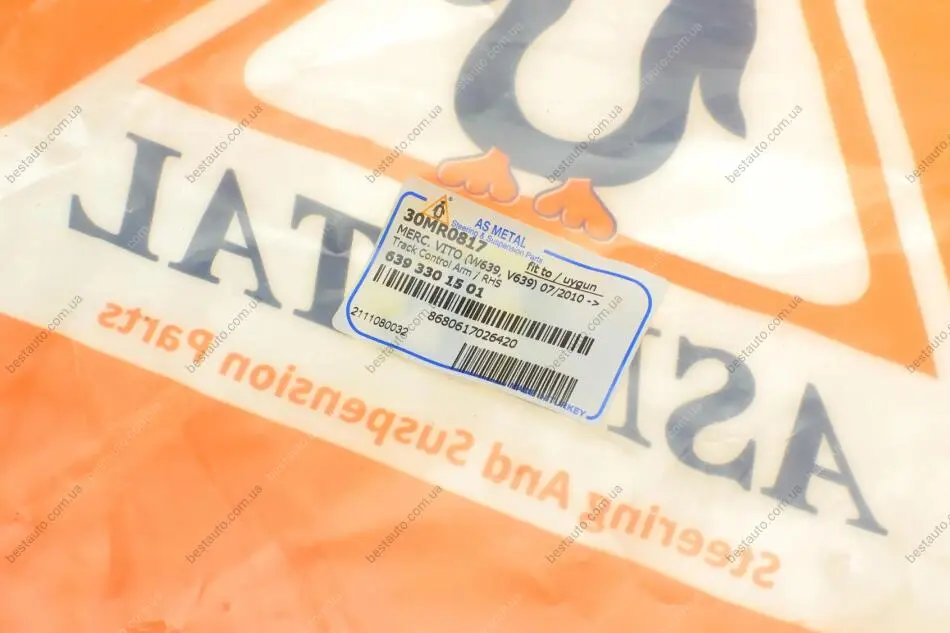 AS METAL
Steering & Suspension Parts
30MR0817
fit to / uygun
MERC. VITO (W639, V639) 07/2010 ->
Track Control Arm / RHS
639 330 15 01
8680617026420
2111080032
TURKEY
ASMETAL
Steering And Suspension Parts
bestauto.com.ua